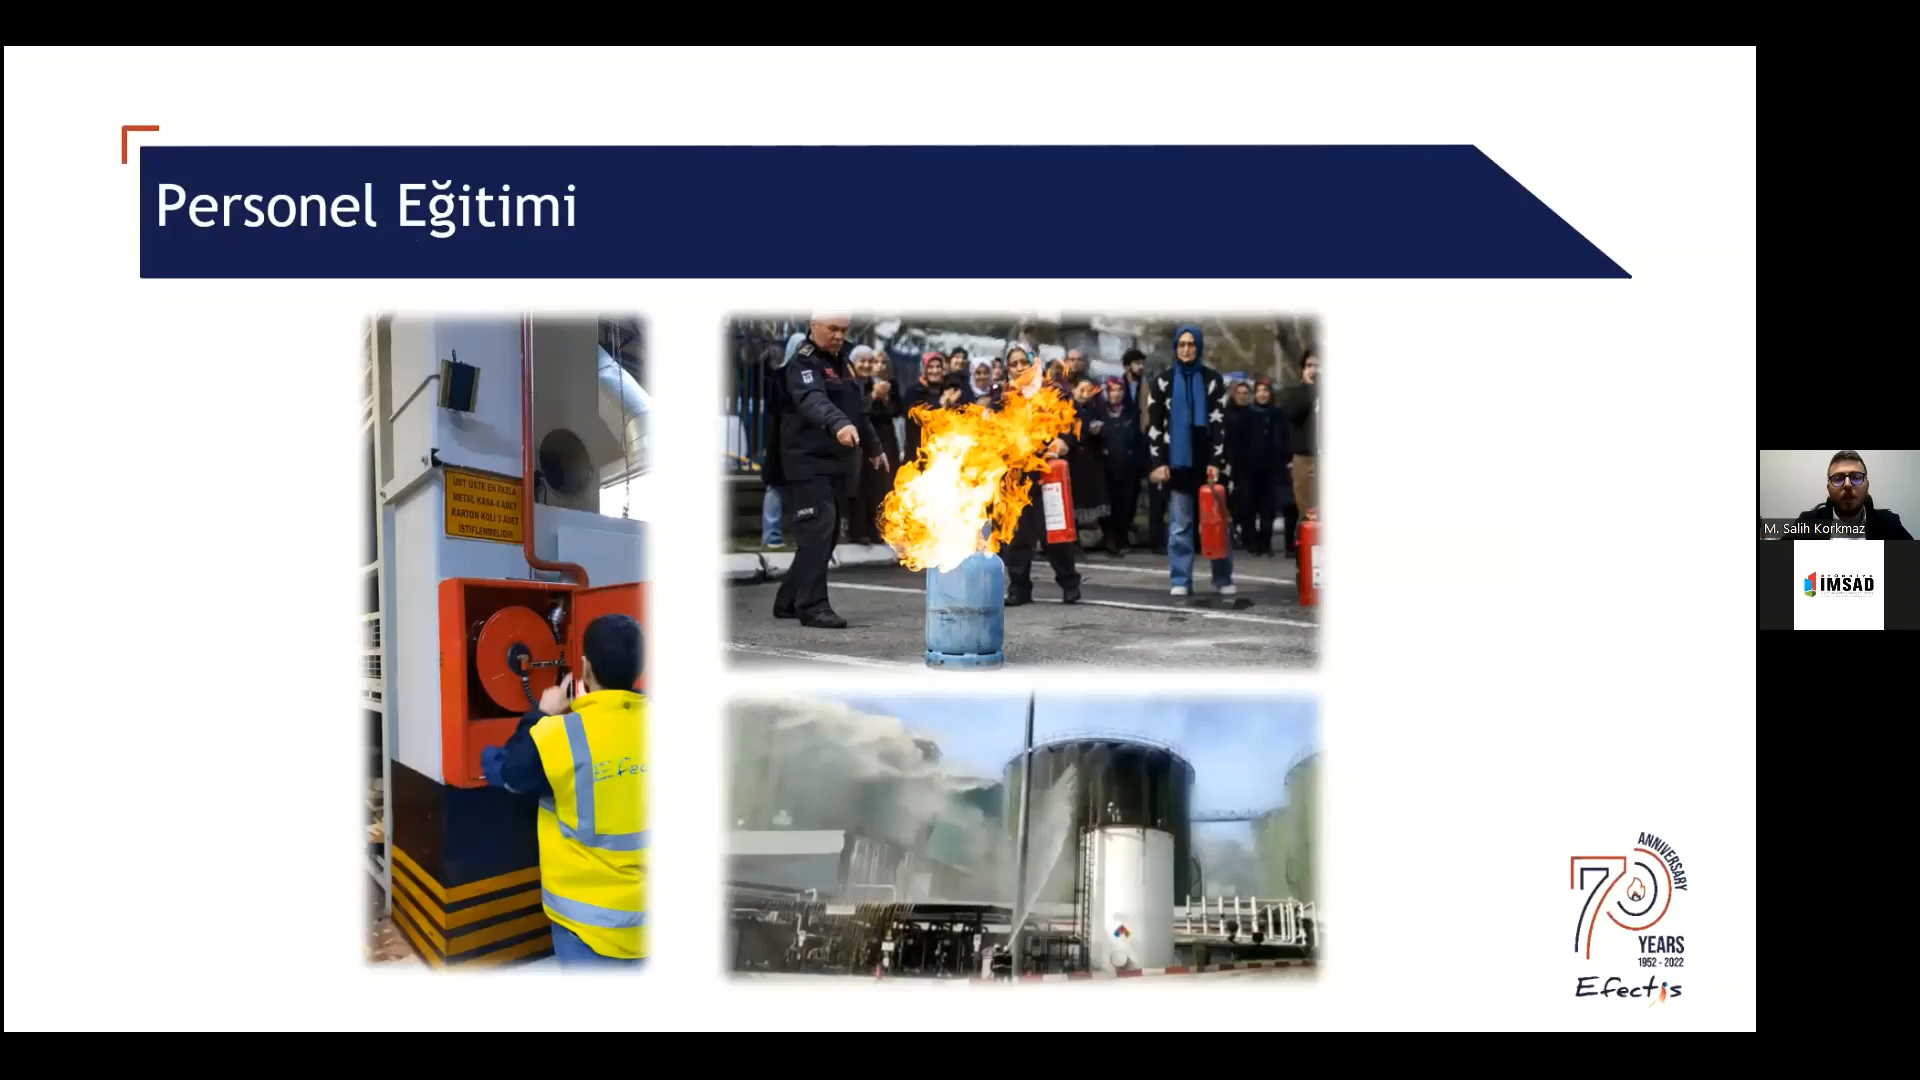 Personel Eğitimi
ÜST ÜSTE EN FAZLA
METAL KASA 4 ADET
KARTON KOLİ 3 ADET
İSTİFLENMELİDİR
Efec
ANNIVERSARY
70
YEARS
1952 - 2022
Efectis
M. Salih Korkmaz
İMSAD